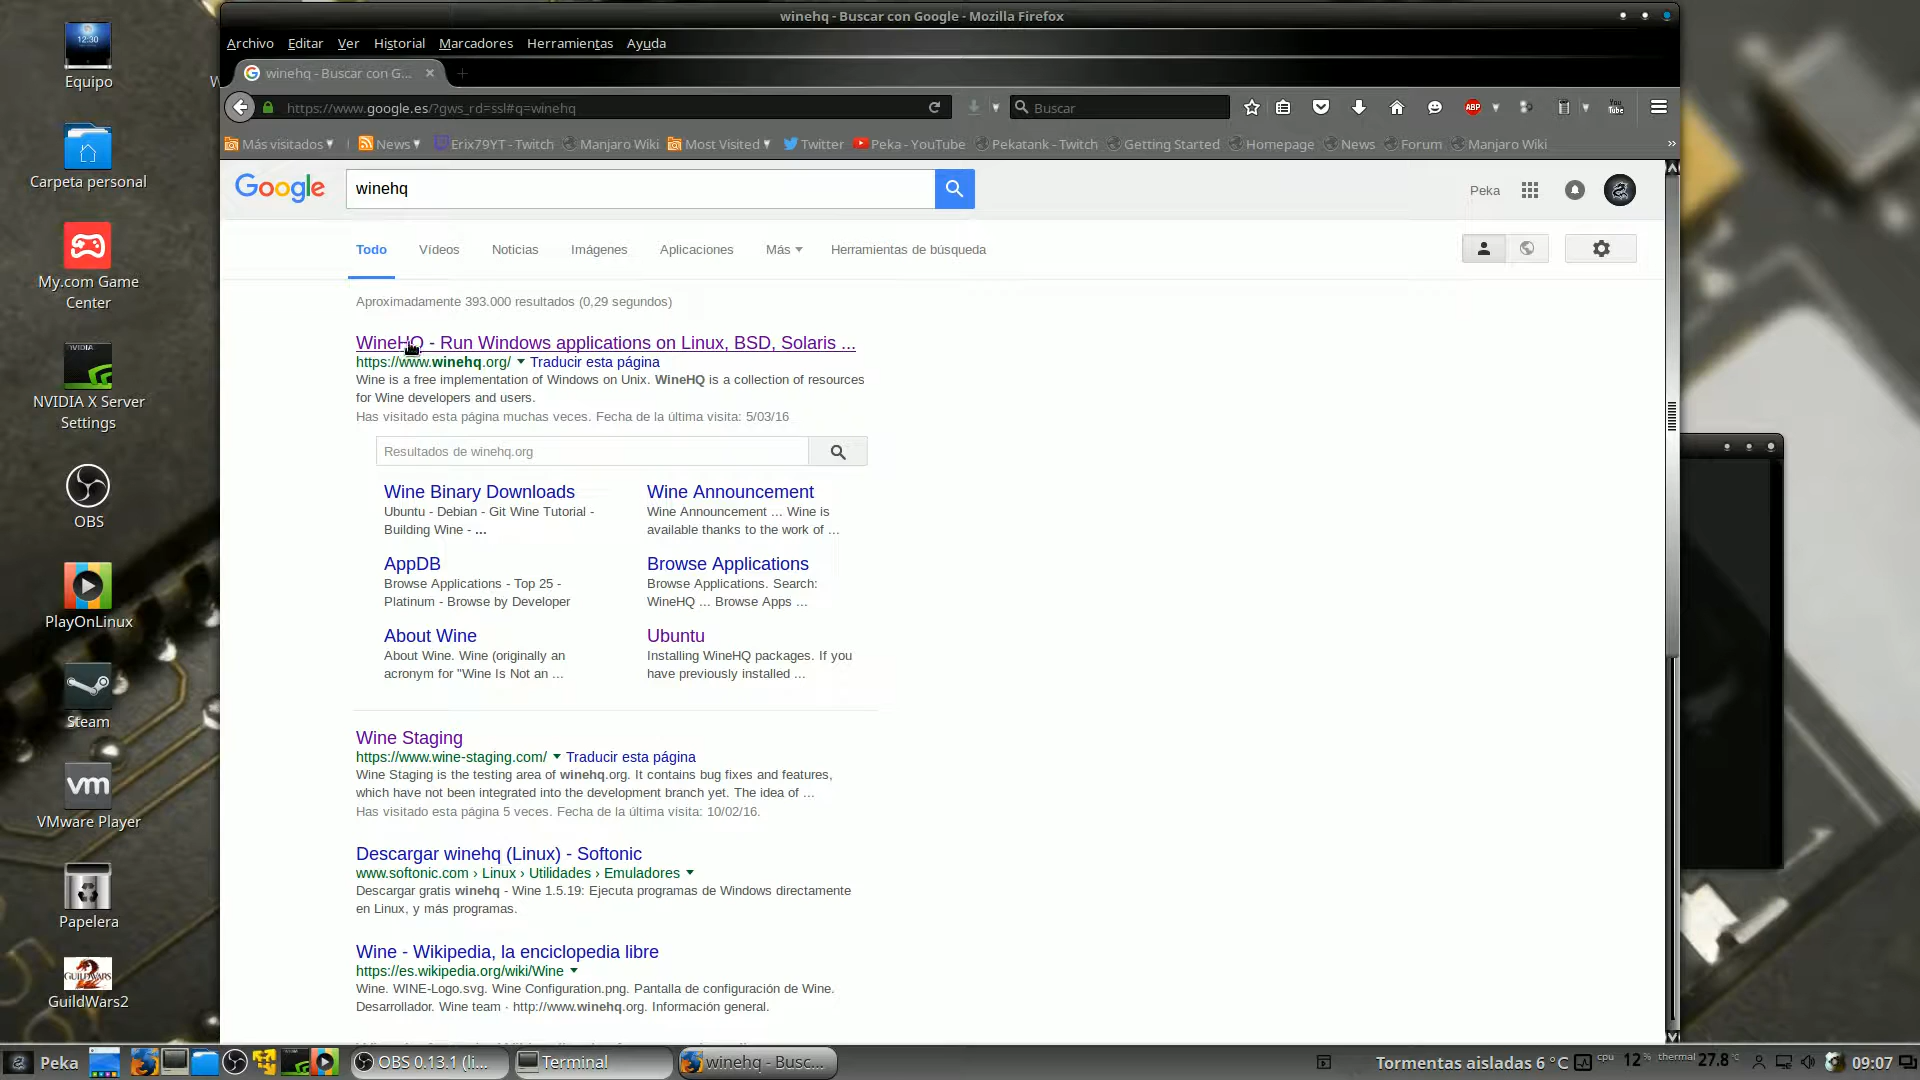 winehq - Buscar con Google - Mozilla Firefox
Archivo Editar Ver Historial Marcadores Herramientas Ayuda
winehq - Buscar con G...
https://www.google.es/?gws_rd=ssl#q=winehq
Buscar
ABP
You Tube
Más visitados
News
Erix79YT - Twitch
Manjaro Wiki
Most Visited
Twitter
Peka - YouTube
Pekatank - Twitch
Getting Started
Homepage
News
Forum
Manjaro Wiki
»
Google
winehq
Peka
Todo Vídeos Noticias Imágenes Aplicaciones Más Herramientas de búsqueda
Aproximadamente 393.000 resultados (0,29 segundos)
WineHQ - Run Windows applications on Linux, BSD, Solaris ...
https://www.winehq.org/ Traducir esta página
Wine is a free implementation of Windows on Unix. WineHQ is a collection of resources
for Wine developers and users.
Has visitado esta página muchas veces. Fecha de la última visita: 5/03/16
Resultados de winehq.org
Wine Binary Downloads
Ubuntu - Debian - Git Wine Tutorial -
Building Wine - ...
Wine Announcement
Wine Announcement ... Wine is
available thanks to the work of ...
AppDB
Browse Applications - Top 25 -
Platinum - Browse by Developer
Browse Applications
Browse Applications. Search:
WineHQ ... Browse Apps ...
About Wine
About Wine. Wine (originally an
acronym for "Wine Is Not an ...
Ubuntu
Installing WineHQ packages. If you
have previously installed ...
Wine Staging
https://www.wine-staging.com/ Traducir esta página
Wine Staging is the testing area of winehq.org. It contains bug fixes and features,
which have not been integrated into the development branch yet. The idea of ...
Has visitado esta página 5 veces. Fecha de la última visita: 10/02/16.
Descargar winehq (Linux) - Softonic
www.softonic.com › Linux › Utilidades › Emuladores
Descargar gratis winehq - Wine 1.5.19: Ejecuta programas de Windows directamente
en Linux, y más programas.
Wine - Wikipedia, la enciclopedia libre
https://es.wikipedia.org/wiki/Wine
Wine. WINE-Logo.svg. Wine Configuration.png. Pantalla de configuración de Wine.
Desarrollador. Wine team · http://www.winehq.org. Información general.
12:30
Equipo
Carpeta personal
My.com Game
Center
NVIDIA
NVIDIA X Server
Settings
OBS
PlayOnLinux
Steam
vm
VMware Player
Papelera
GUILDWARS2
GuildWars2
W
Peka
OBS 0.13.1 (li...
Terminal
winehq - Busc...
Tormentas aisladas 6 °C
cpu 12 %
thermal 27.8 °C
09:07